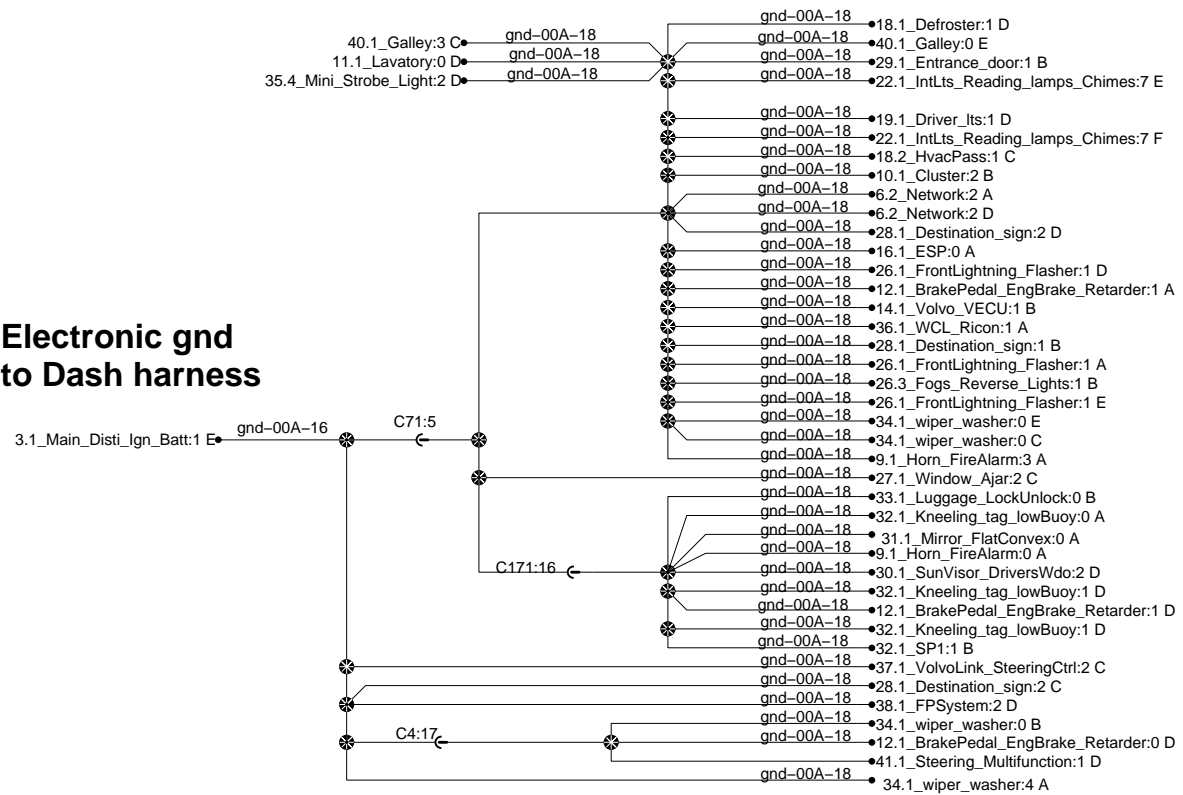 gnd-00A-18
18.1_Defroster:1 D
40.1_Galley:3 C
gnd-00A-18
gnd-00A-18
40.1_Galley:0 E
11.1_Lavatory:0 D
gnd-00A-18
gnd-00A-18
29.1_Entrance_door:1 B
35.4_Mini_Strobe_Light:2 D
gnd-00A-18
gnd-00A-18
22.1_IntLts_Reading_lamps_Chimes:7 E
gnd-00A-18
19.1_Driver_lts:1 D
gnd-00A-18
22.1_IntLts_Reading_lamps_Chimes:7 F
gnd-00A-18
18.2_HvacPass:1 C
gnd-00A-18
10.1_Cluster:2 B
gnd-00A-18
6.2_Network:2 A
gnd-00A-18
6.2_Network:2 D
gnd-00A-18
28.1_Destination_sign:2 D
gnd-00A-18
16.1_ESP:0 A
gnd-00A-18
26.1_FrontLightning_Flasher:1 D
gnd-00A-18
12.1_BrakePedal_EngBrake_Retarder:1 A
gnd-00A-18
14.1_Volvo_VECU:1 B
gnd-00A-18
36.1_WCL_Ricon:1 A
gnd-00A-18
28.1_Destination_sign:1 B
gnd-00A-18
26.1_FrontLightning_Flasher:1 A
gnd-00A-18
26.3_Fogs_Reverse_Lights:1 B
gnd-00A-18
26.1_FrontLightning_Flasher:1 E
gnd-00A-18
34.1_wiper_washer:0 E
gnd-00A-18
34.1_wiper_washer:0 C
gnd-00A-18
9.1_Horn_FireAlarm:3 A
Electronic gnd
to Dash harness
3.1_Main_Disti_Ign_Batt:1 E
gnd-00A-16
C71:5
gnd-00A-18
27.1_Window_Ajar:2 C
gnd-00A-18
33.1_Luggage_LockUnlock:0 B
gnd-00A-18
32.1_Kneeling_tag_lowBuoy:0 A
gnd-00A-18
31.1_Mirror_FlatConvex:0 A
gnd-00A-18
9.1_Horn_FireAlarm:0 A
C171:16
gnd-00A-18
30.1_SunVisor_DriversWdo:2 D
gnd-00A-18
32.1_Kneeling_tag_lowBuoy:1 D
gnd-00A-18
12.1_BrakePedal_EngBrake_Retarder:1 D
gnd-00A-18
32.1_Kneeling_tag_lowBuoy:1 D
gnd-00A-18
32.1_SP1:1 B
gnd-00A-18
37.1_VolvoLink_SteeringCtrl:2 C
gnd-00A-18
28.1_Destination_sign:2 C
gnd-00A-18
38.1_FPSystem:2 D
gnd-00A-18
34.1_wiper_washer:0 B
C4:17
gnd-00A-18
12.1_BrakePedal_EngBrake_Retarder:0 D
41.1_Steering_Multifunction:1 D
gnd-00A-18
34.1_wiper_washer:4 A